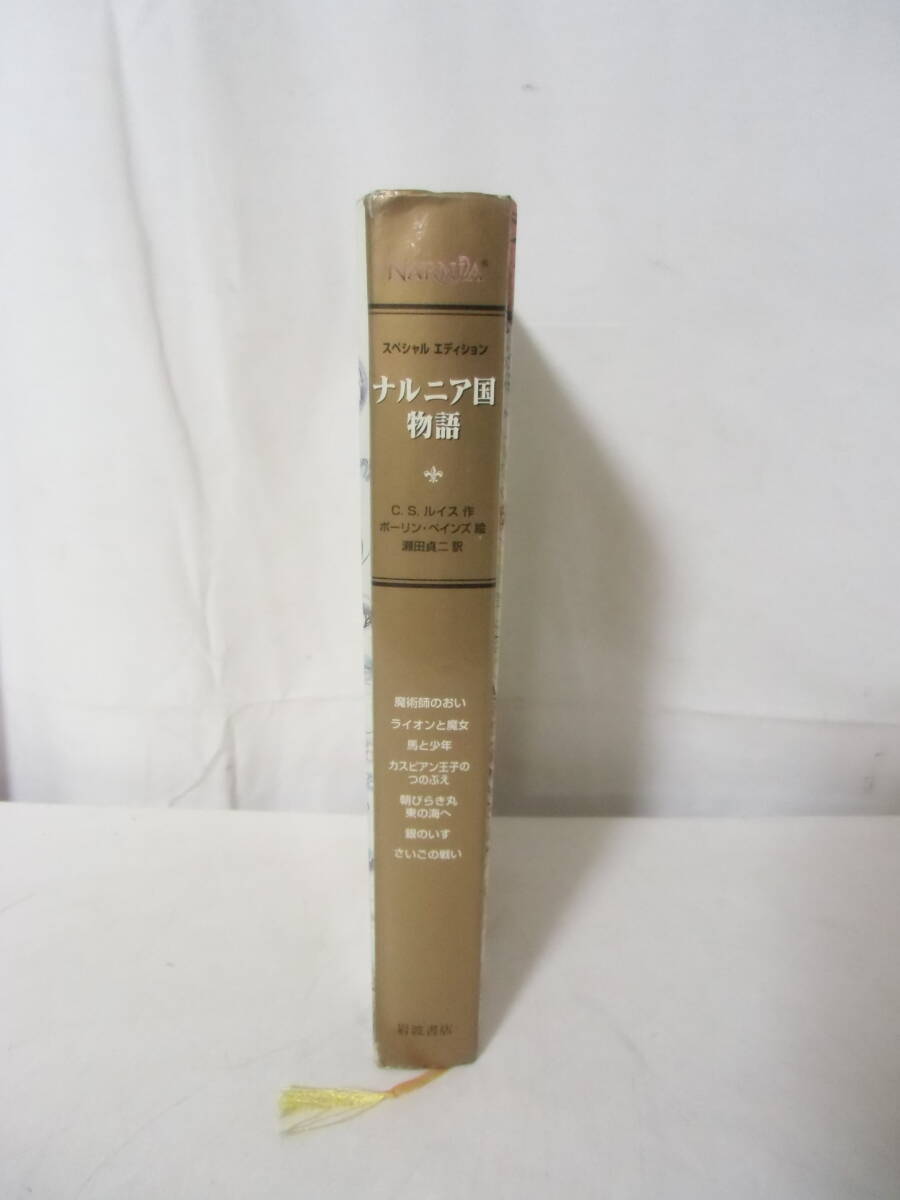 NARNIA®
スペシャル エディション
ナルニア国
物語
C. S. ルイス 作
ポーリン・ベインズ 絵
瀬田貞二 訳
魔術師のおい
ライオンと魔女
馬と少年
カスピアン王子の
つのぶえ
朝びらき丸
東の海へ
銀のいす
さいごの戦い
岩波書店